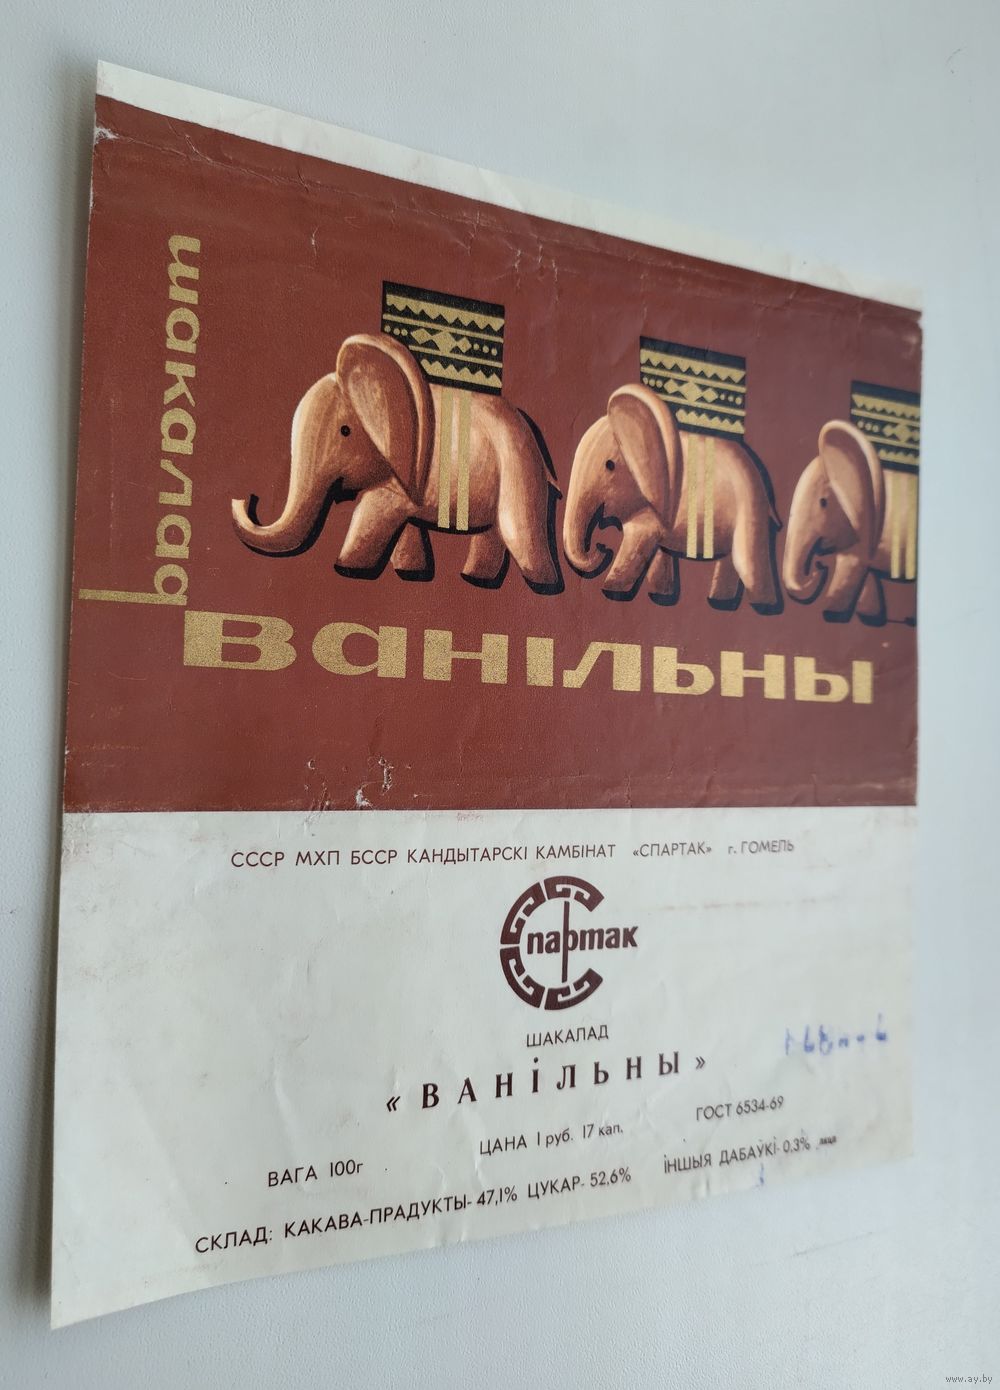 шакалад
ванільны
СССР МХП БССР КАНДЫТАРСКІ КАМБІНАТ «СПАРТАК» г. ГОМЕЛЬ
Спартак
ШАКАЛАД
«ВАНІЛЬНЫ»
ВАГА 100г ЦАНА 1 руб. 17 кап. ГОСТ 6534-69
СКЛАД: КАКАВА-ПРАДУКТЫ- 47,1% ЦУКАР- 52,6% ІНШЫЯ ДАБАЎКІ- 0,3%
www.ay.by